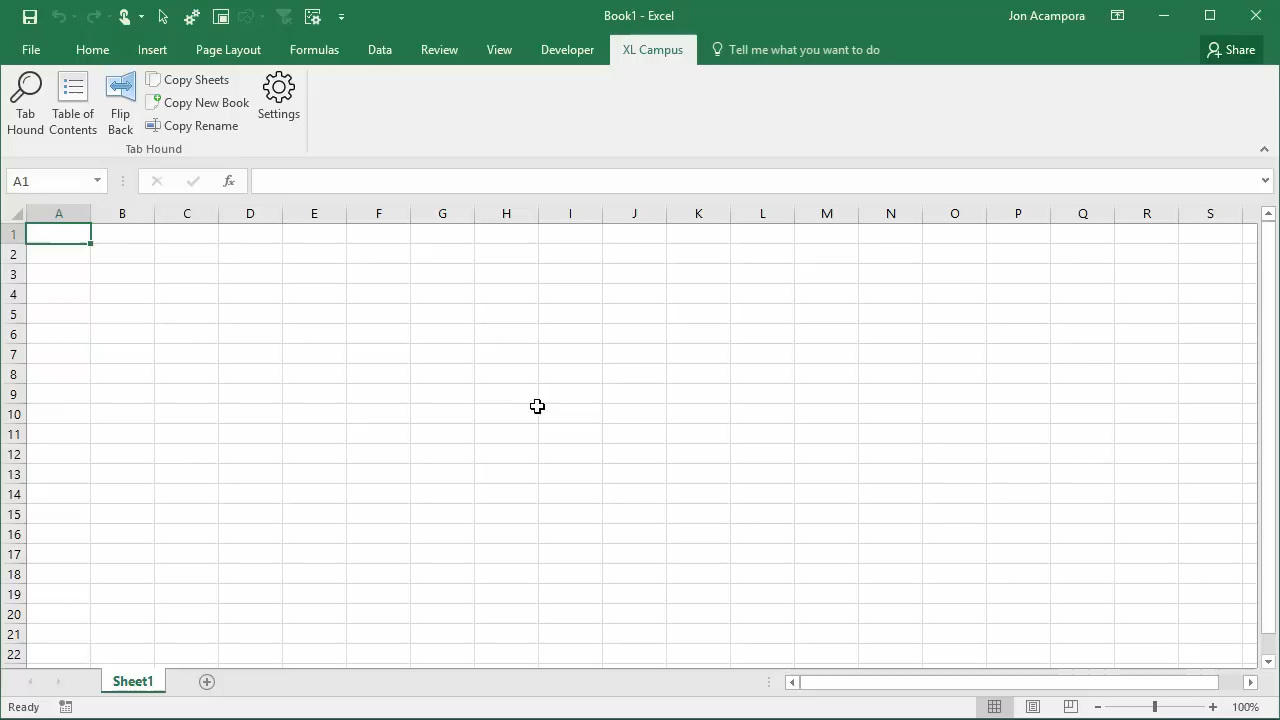 Book1 - Excel
Jon Acampora
File Home Insert Page Layout Formulas Data Review View Developer XL Campus Tell me what you want to do Share
Tab Hound
Table of Contents
Flip Back
Copy Sheets
Copy New Book
Copy Rename
Settings
Tab Hound
A1 fx
A B C D E F G H I J K L M N O P Q R S
1
2
3
4
5
6
7
8
9
10
11
12
13
14
15
16
17
18
19
20
21
22
Sheet1
Ready 100%